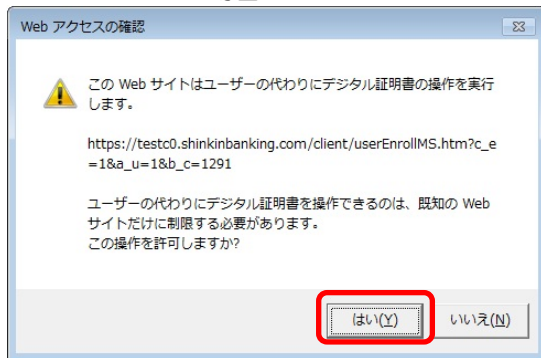 Web アクセスの確認
この Web サイトはユーザーの代わりにデジタル証明書の操作を実行
します。
https://testc0.shinkinbanking.com/client/userEnrollMS.htm?c_e
=1&a_u=1&b_c=1291
ユーザーの代わりにデジタル証明書を操作できるのは、既知の Web
サイトだけに制限する必要があります。
この操作を許可しますか?
はい(Y)
いいえ(N)